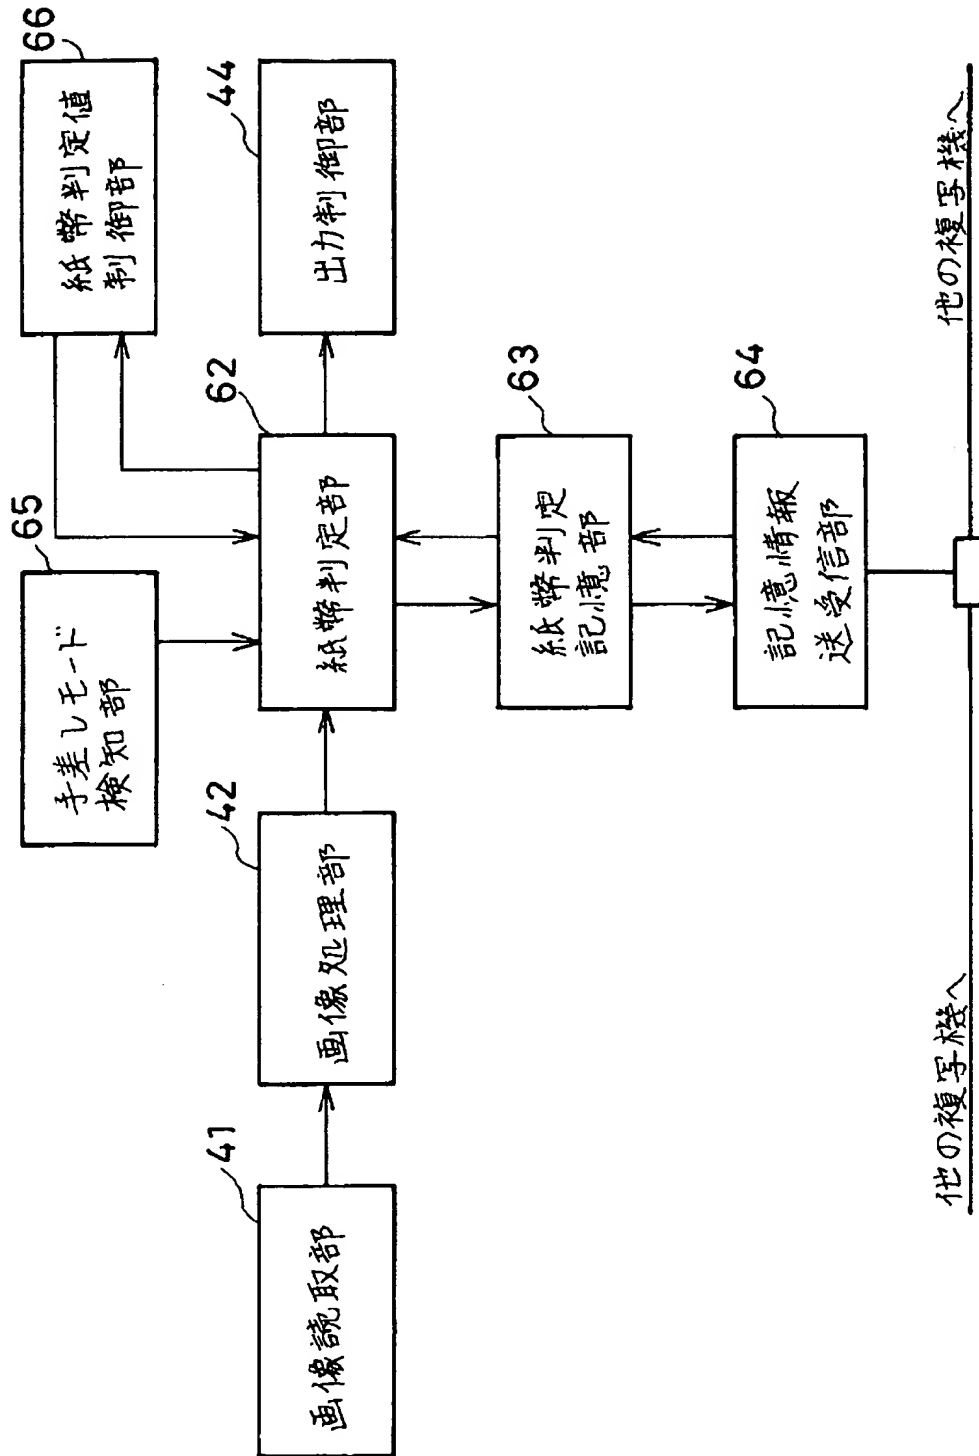 手差しモード
検知部
65
紙幣判定値
制御部
66
画像読取部
41
画像処理部
42
紙幣判定部
62
出力制御部
44
紙幣判定
記憶部
63
記憶情報
送受信部
64
他の複写機へ
他の複写機へ